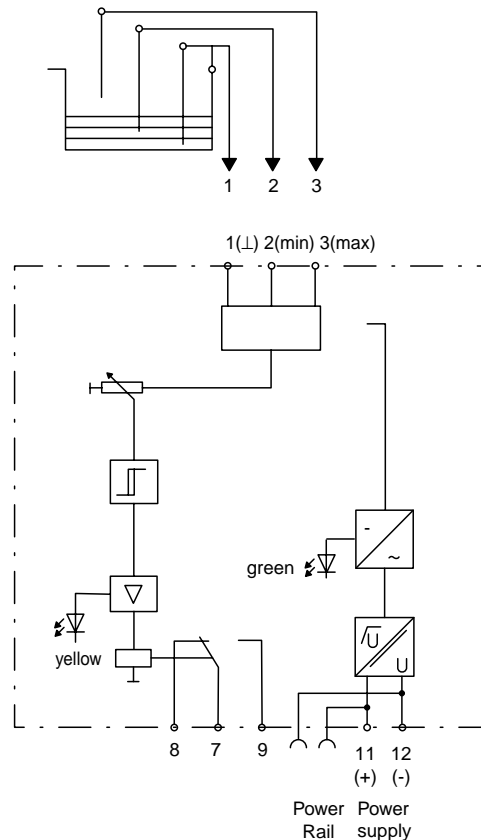 1 2 3
1(⊥) 2(min) 3(max)
-
~
green
U
U
yellow
8 7 9 11 12
(+) (-)
Power Power
Rail supply